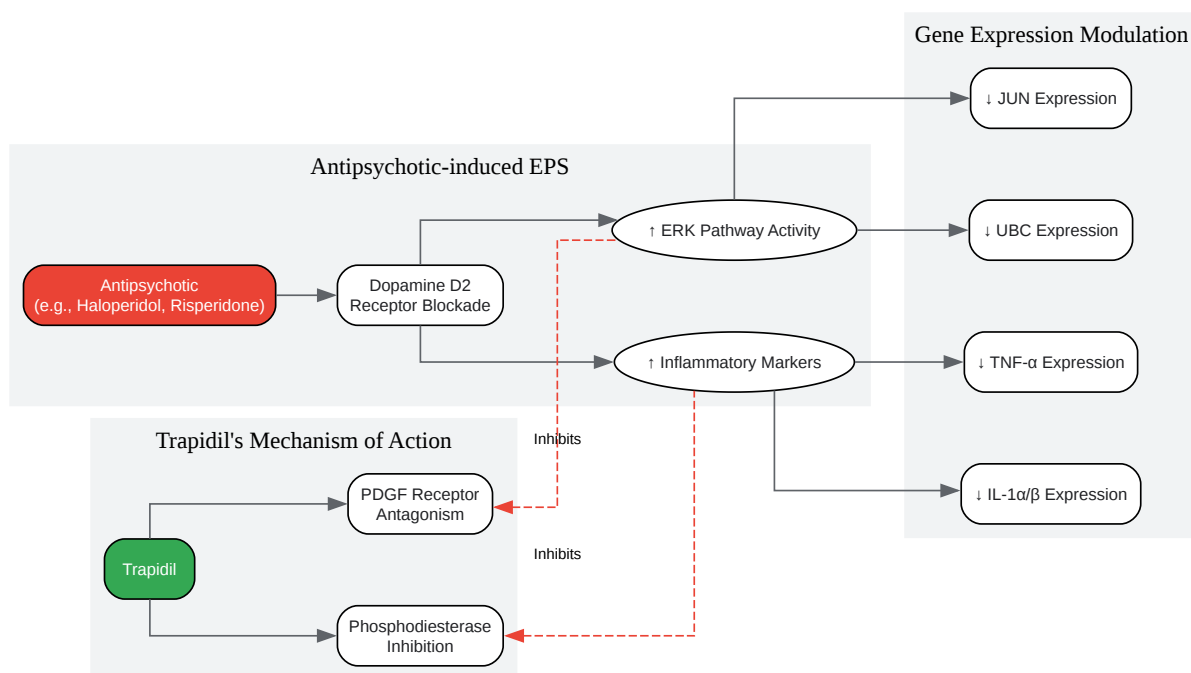 Gene Expression Modulation
↓ JUN Expression
Antipsychotic-induced EPS
↑ ERK Pathway Activity
↓ UBC Expression
Antipsychotic
(e.g., Haloperidol, Risperidone)
Dopamine D2
Receptor Blockade
↑ Inflammatory Markers
↓ TNF-α Expression
Trapidil's Mechanism of Action
Inhibits
PDGF Receptor
Antagonism
↓ IL-1α/β Expression
Inhibits
Trapidil
Phosphodiesterase
Inhibition